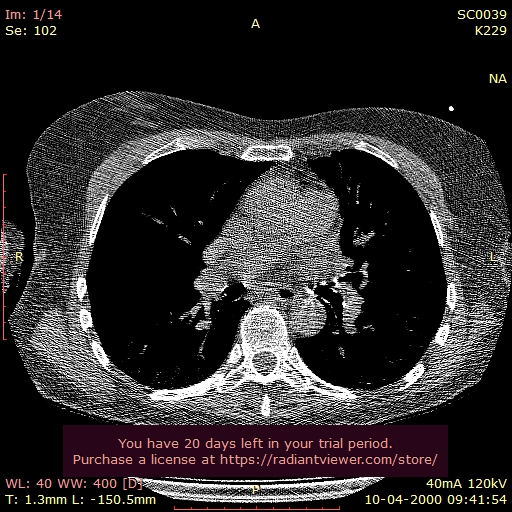 Im: 1/14
Se: 102
A
SC0039
K229
NA
R
L
You have 20 days left in your trial period.
Purchase a license at https://radiantviewer.com/store/
WL: 40 WW: 400 [D]
T: 1.3mm L: -150.5mm
P
40mA 120kV
10-04-2000 09:41:54